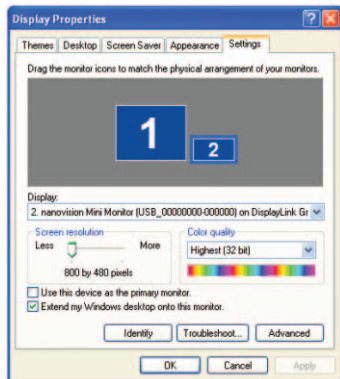 Display Properties
Themes Desktop Screen Saver Appearance Settings
Drag the monitor icons to match the physical arrangement of your monitors.
1
2
Display:
2. nanovision Mini Monitor (USB_00000000-000000) on DisplayLink Gr
Screen resolution
Less More
800 by 480 pixels
Color quality
Highest (32 bit)
Use this device as the primary monitor.
Extend my Windows desktop onto this monitor.
Identify Troubleshoot... Advanced
OK Cancel Apply